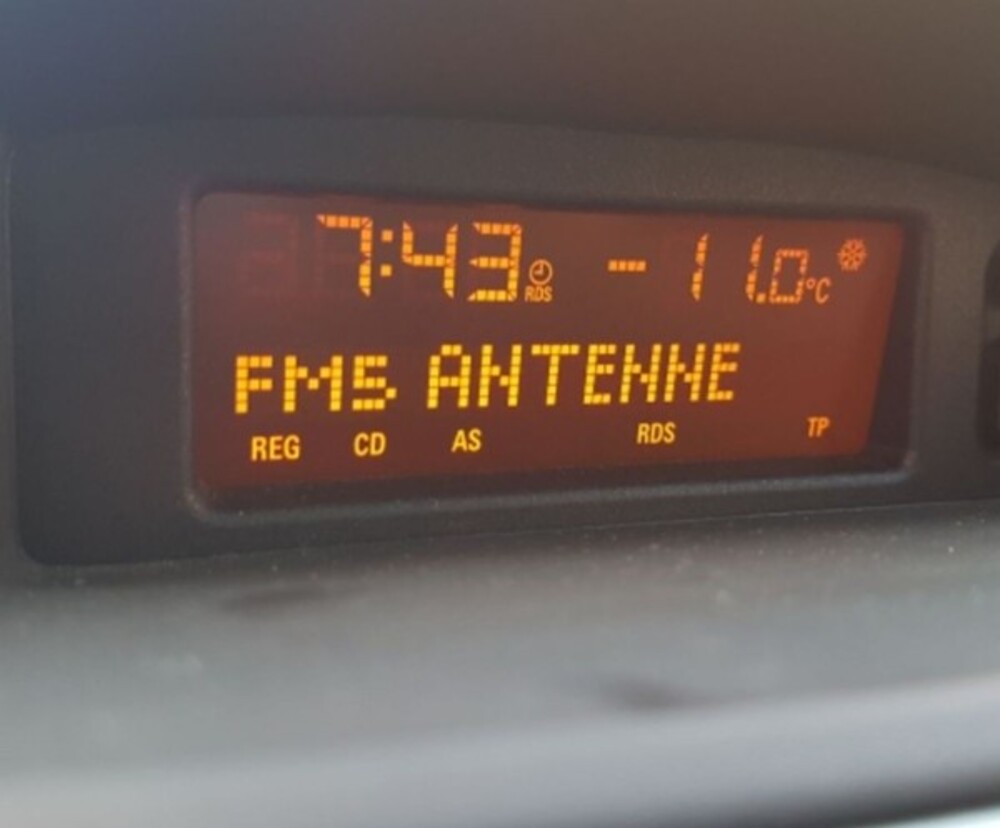 7:43 RDS -11.0°C
FM5 ANTENNE
REG CD AS RDS TP